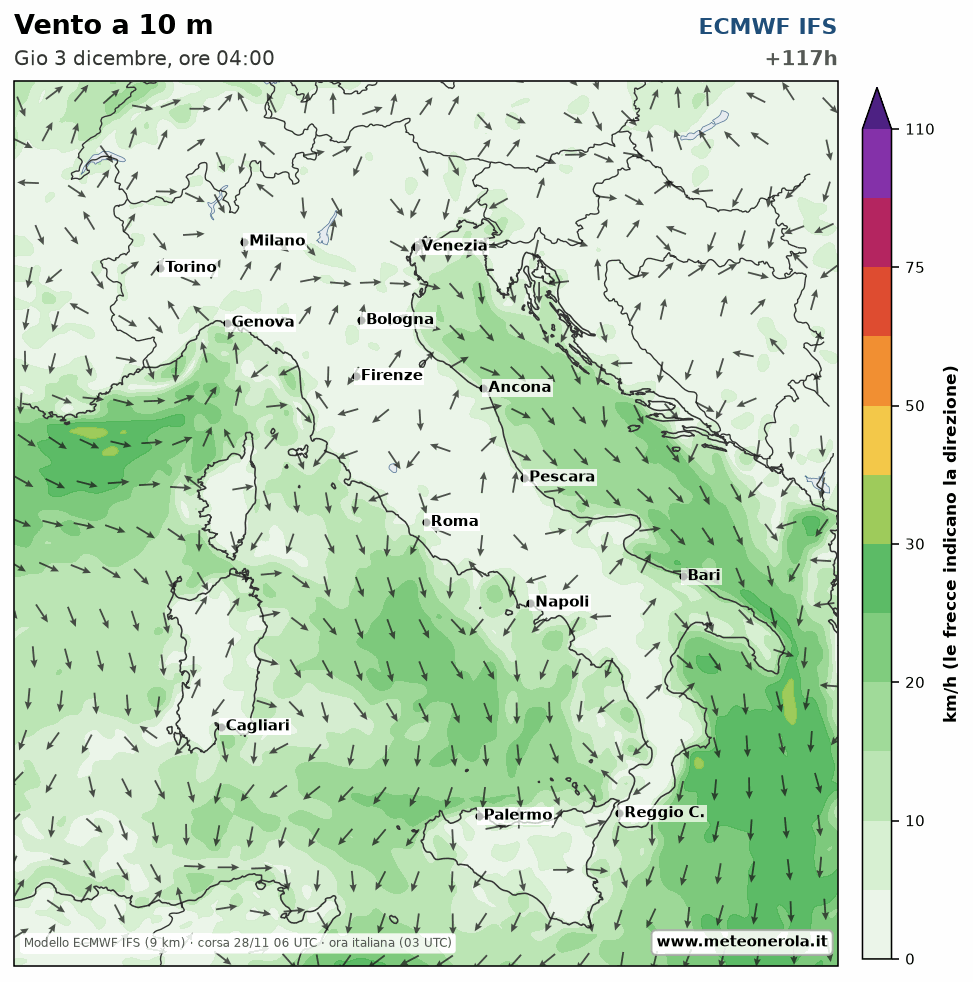 Vento a 10 m
ECMWF IFS
Gio 3 dicembre, ore 04:00
+117h
Milano
Venezia
Torino
Genova
Bologna
Firenze
Ancona
Pescara
Roma
Bari
Napoli
Cagliari
Palermo
Reggio C.
110
75
50
30
20
10
0
km/h (le frecce indicano la direzione)
Modello ECMWF IFS (9 km) · corsa 28/11 06 UTC · ora italiana (03 UTC)
www.meteonerola.it